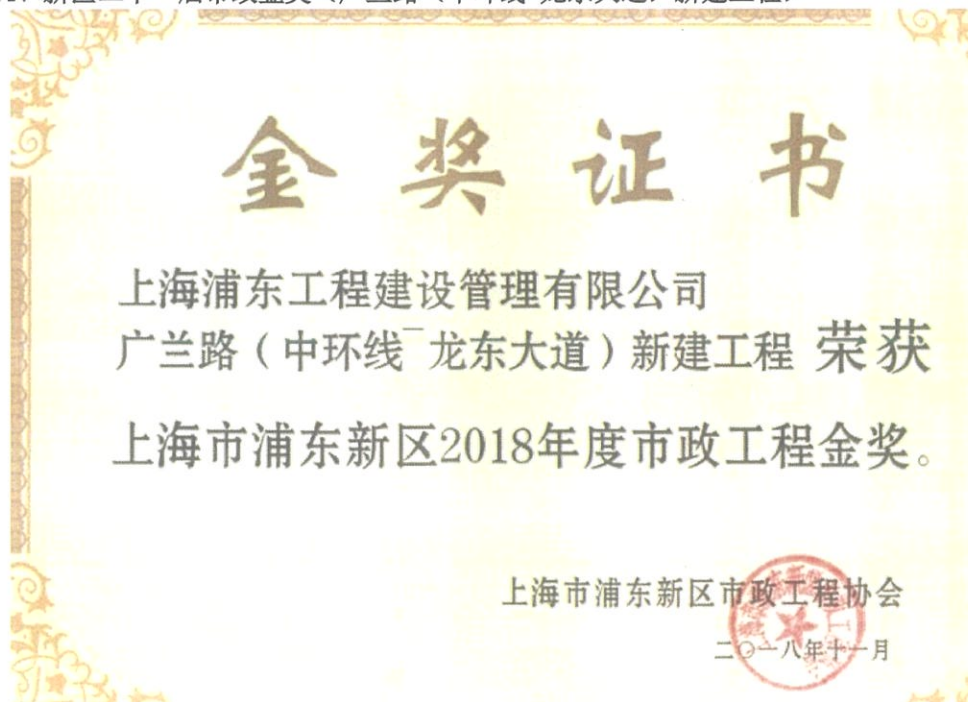 金奖证书
上海浦东工程建设管理有限公司
广兰路（中环线—龙东大道）新建工程 荣获
上海市浦东新区2018年度市政工程金奖。
上海市浦东新区市政工程协会
二〇一八年十一月